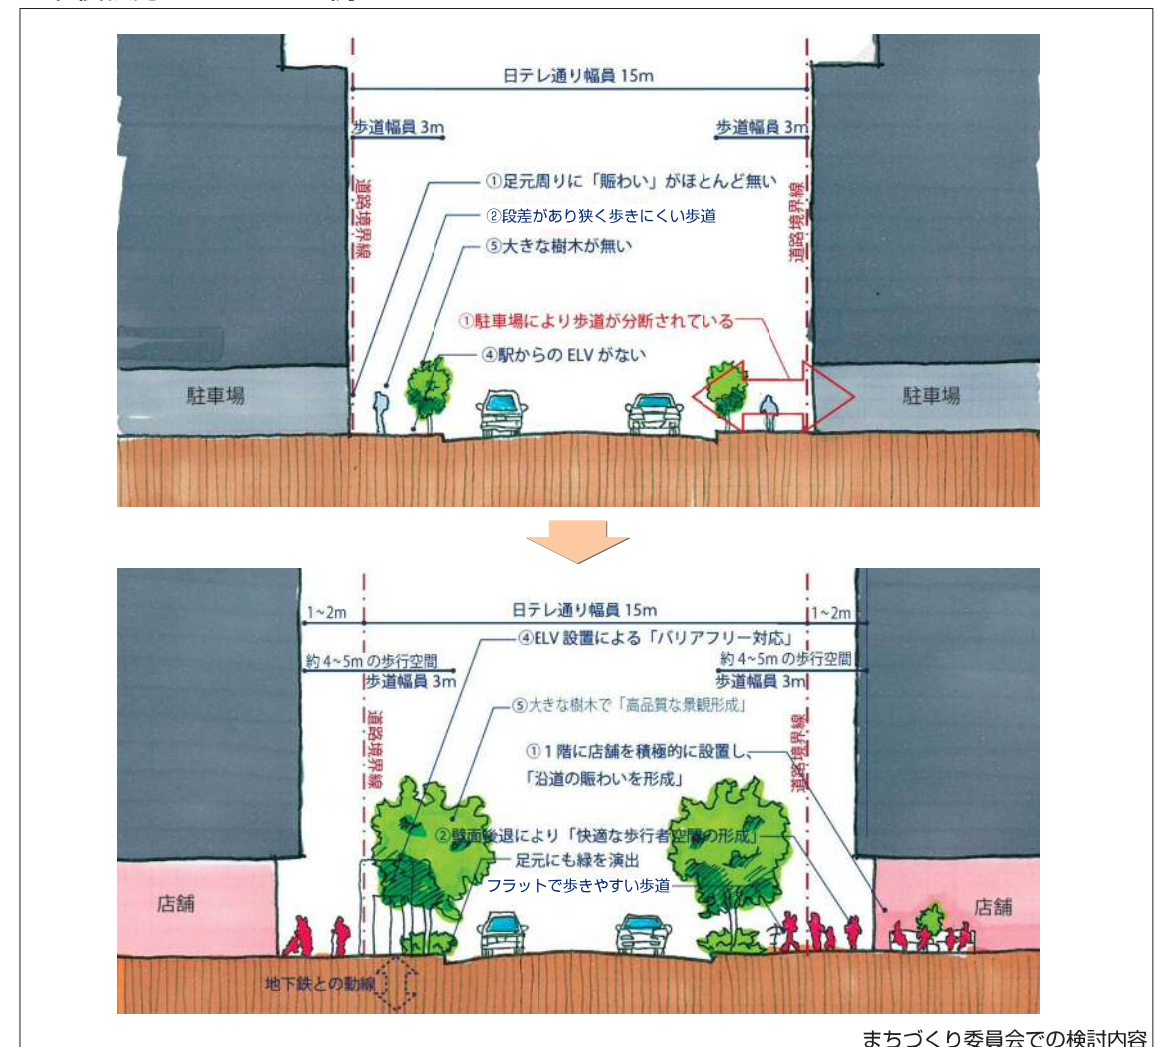 日テレ通り幅員 15m
歩道幅員 3m
歩道幅員 3m
道路境界線
道路境界線
①足元周りに「賑わい」がほとんど無い
②段差があり狭く歩きにくい歩道
⑤大きな樹木が無い
①駐車場により歩道が分断されている
④駅からの ELV がない
駐車場
駐車場
1~2m
日テレ通り幅員 15m
1~2m
④ELV 設置による「バリアフリー対応」
約 4~5m の歩行空間
約 4~5m の歩行空間
歩道幅員 3m
歩道幅員 3m
⑤大きな樹木で「高品質な景観形成」
道路境界線
道路境界線
①１階に店舗を積極的に設置し、
「沿道の賑わいを形成」
②壁面後退により「快適な歩行者空間の形成」
足元にも緑を演出
フラットで歩きやすい歩道
店舗
店舗
地下鉄との動線
まちづくり委員会での検討内容